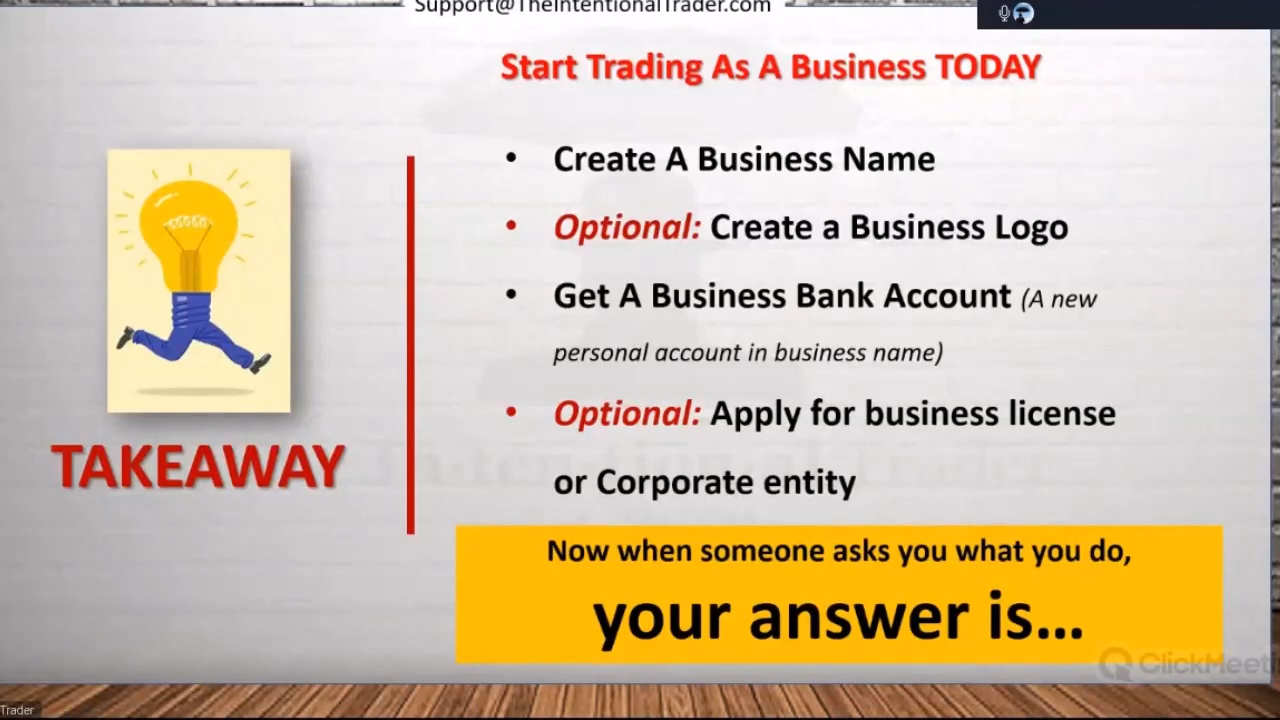 Support@TheIntentionalTrader.com
Start Trading As A Business TODAY
• Create A Business Name
• Optional: Create a Business Logo
• Get A Business Bank Account (A new
personal account in business name)
• Optional: Apply for business license
or Corporate entity
TAKEAWAY
Now when someone asks you what you do,
your answer is...
ClickMeeti
Trader